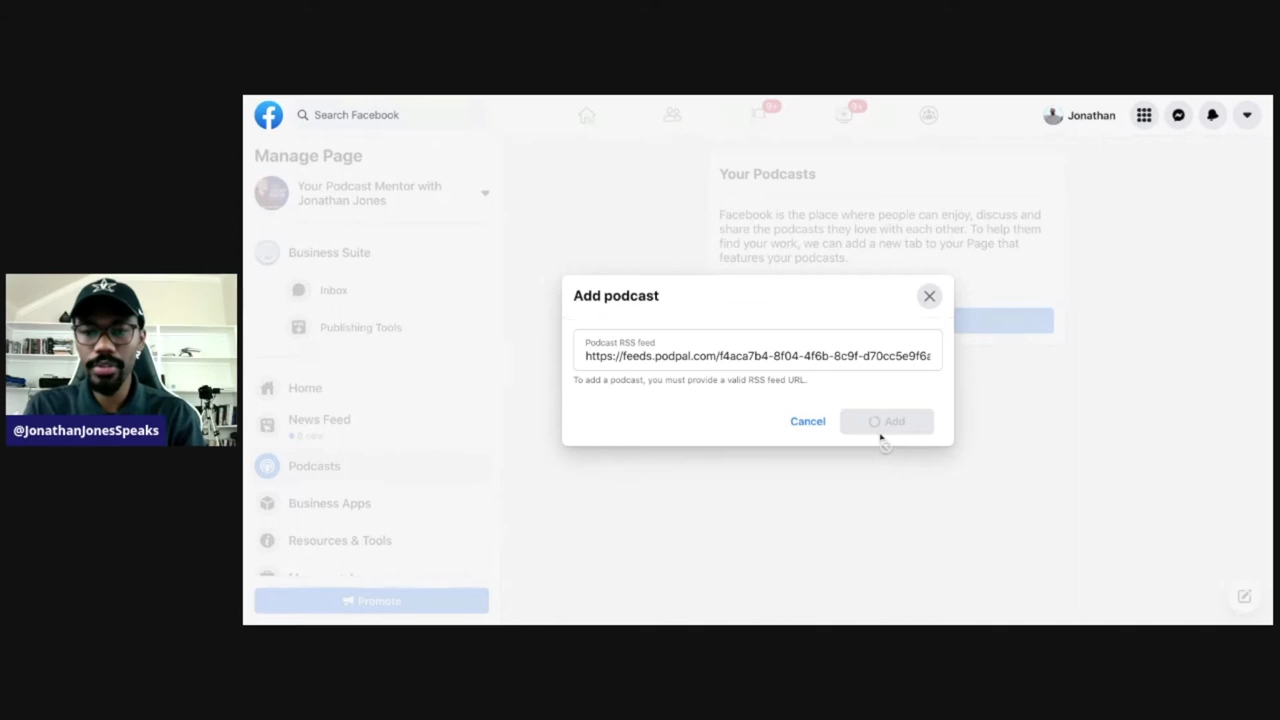 Search Facebook
9+
9+
Jonathan
Manage Page
Your Podcast Mentor with
Jonathan Jones
Business Suite
Inbox
Publishing Tools
Home
News Feed
Podcasts
Business Apps
Resources & Tools
Promote
Your Podcasts
Facebook is the place where people can enjoy, discuss and
share the podcasts they love with each other. To help them
find your work, we can add a new tab to your Page that
features your podcasts.
Add podcast
Podcast RSS feed
https://feeds.podpal.com/f4aca7b4-8f04-4f6b-8c9f-d70cc5e9f6a
To add a podcast, you must provide a valid RSS feed URL.
Cancel
Add
@JonathanJonesSpeaks